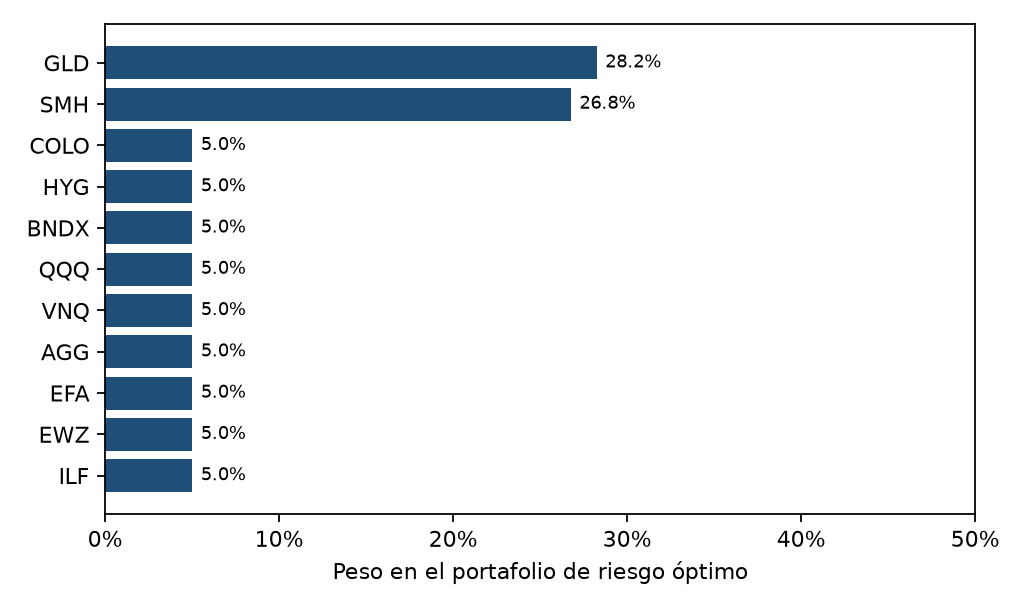 GLD 28.2%
SMH 26.8%
COLO 5.0%
HYG 5.0%
BNDX 5.0%
QQQ 5.0%
VNQ 5.0%
AGG 5.0%
EFA 5.0%
EWZ 5.0%
ILF 5.0%
0% 10% 20% 30% 40% 50%
Peso en el portafolio de riesgo óptimo